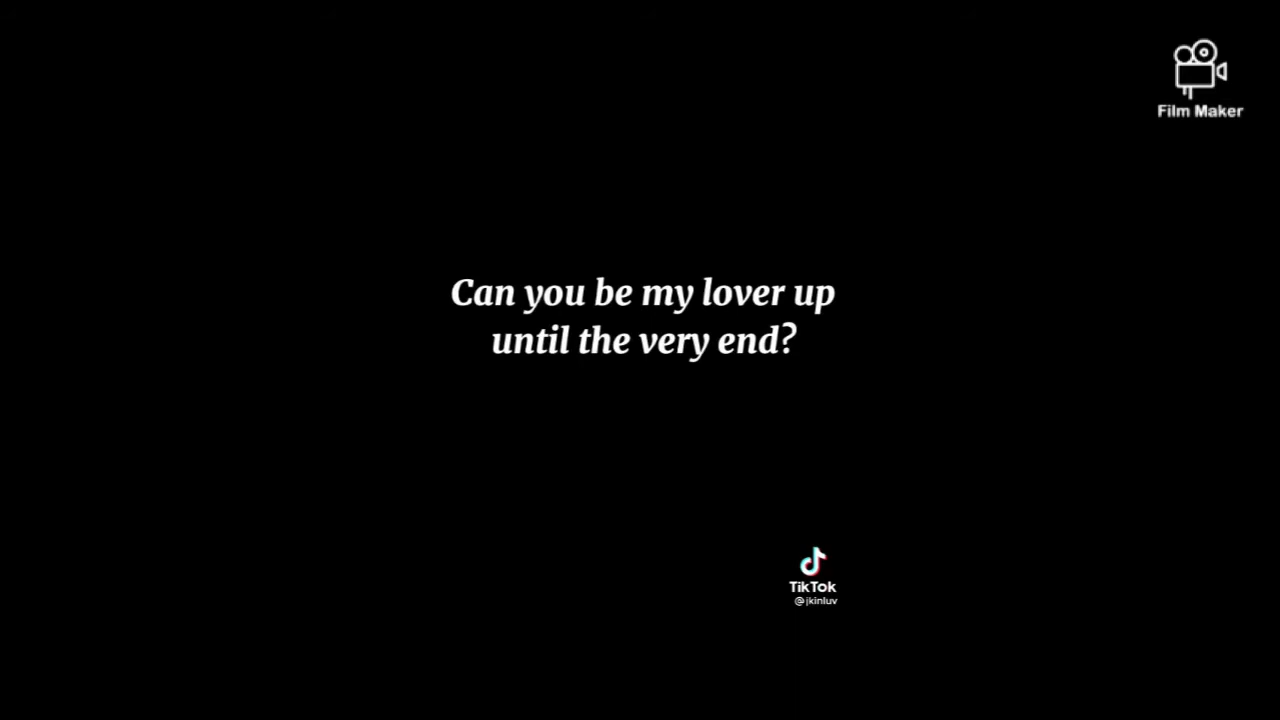 Film Maker
Can you be my lover up
until the very end?
TikTok
@jkinluv